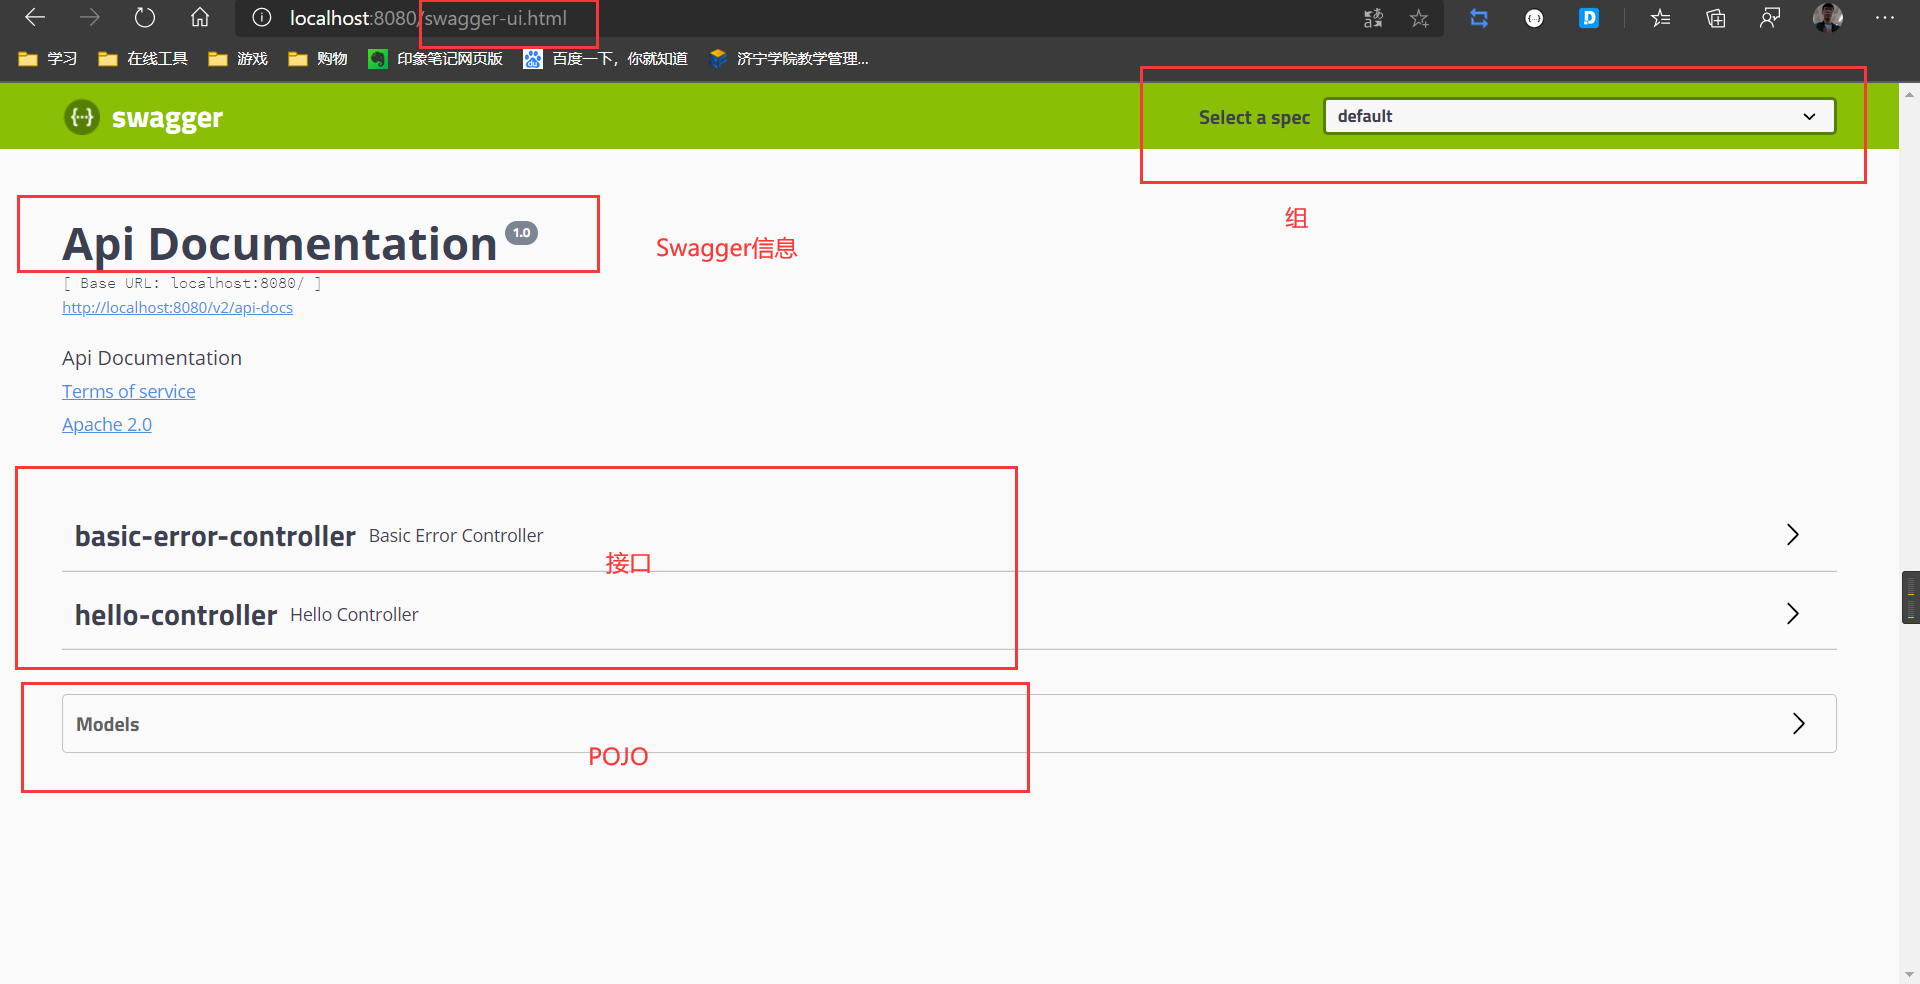 localhost:8080/swagger-ui.html
学习 在线工具 游戏 购物 印象笔记网页版 百度一下，你就知道 济宁学院教学管理...
swagger
Select a spec default
组
Api Documentation 1.0
Swagger信息
[ Base URL: localhost:8080/ ]
http://localhost:8080/v2/api-docs
Api Documentation
Terms of service
Apache 2.0
basic-error-controller Basic Error Controller
接口
hello-controller Hello Controller
Models
POJO